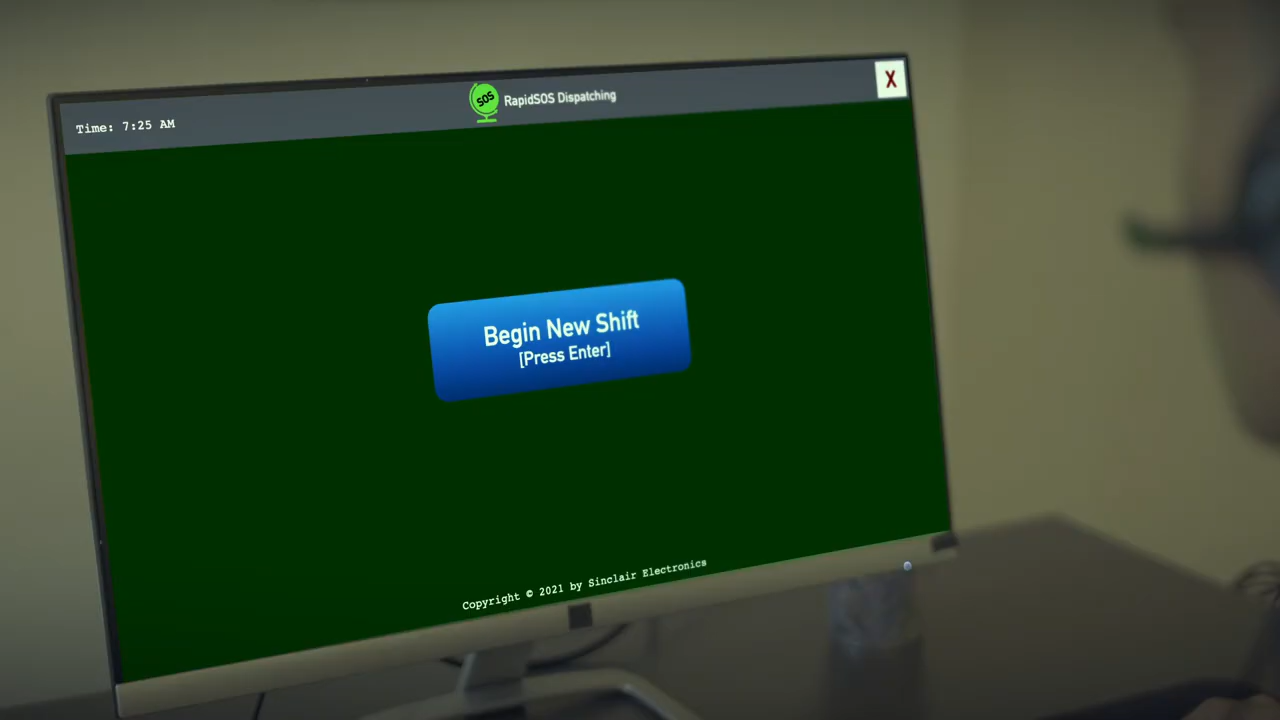 Time: 7:25 AM
SOS
RapidSOS Dispatching
X
Begin New Shift
[Press Enter]
Copyright © 2021 by Sinclair Electronics